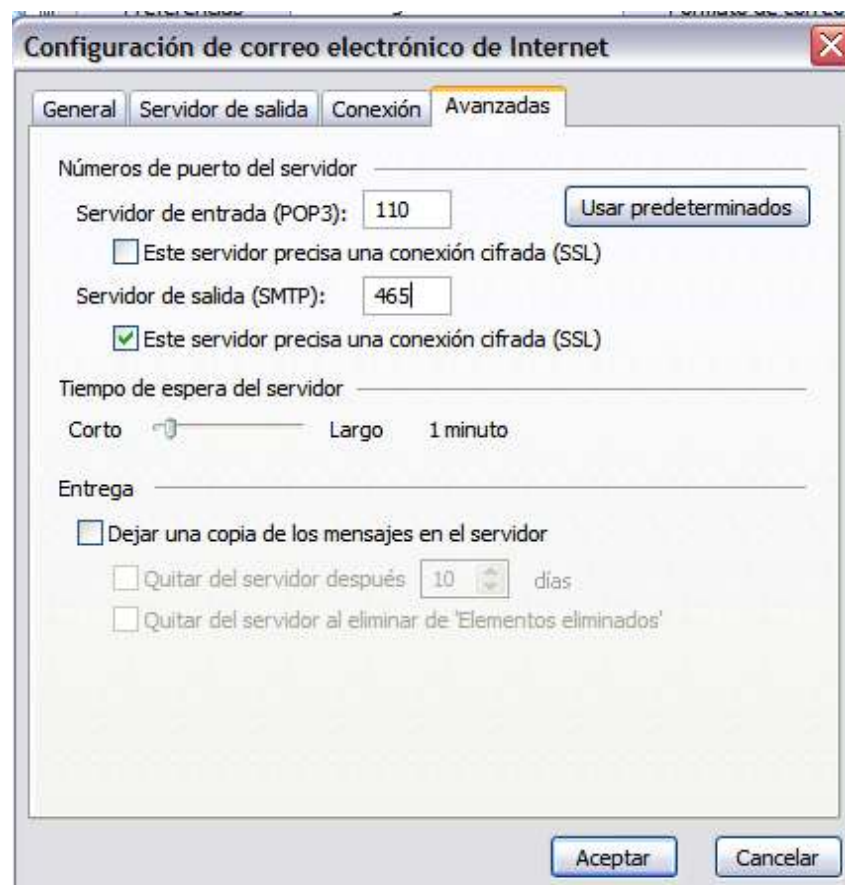 Preferencias
Configuración de correo electrónico de Internet
General Servidor de salida Conexión Avanzadas
Números de puerto del servidor
Servidor de entrada (POP3): 110 Usar predeterminados
Este servidor precisa una conexión cifrada (SSL)
Servidor de salida (SMTP): 465
Este servidor precisa una conexión cifrada (SSL)
Tiempo de espera del servidor
Corto Largo 1 minuto
Entrega
Dejar una copia de los mensajes en el servidor
Quitar del servidor después 10 días
Quitar del servidor al eliminar de 'Elementos eliminados'
Aceptar Cancelar